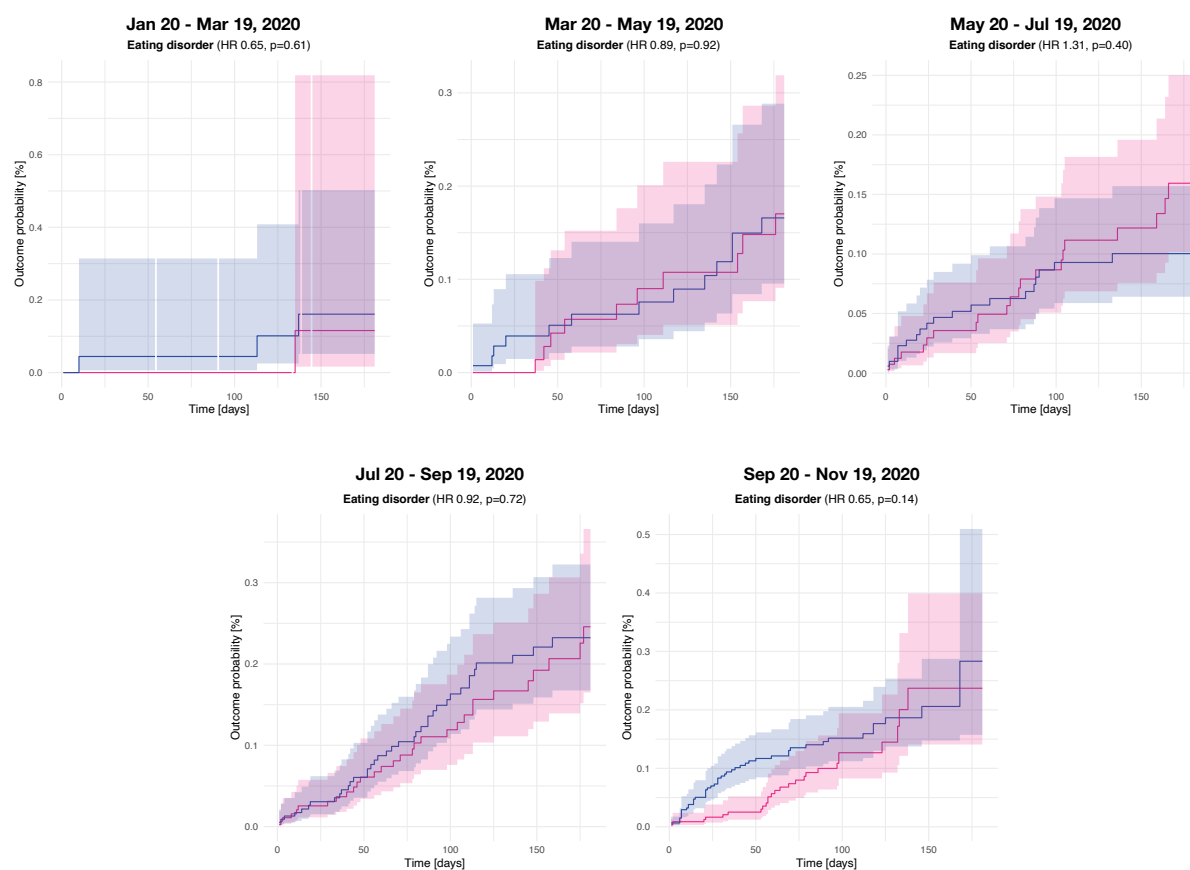 Jan 20 - Mar 19, 2020
Eating disorder (HR 0.65, p=0.61)
Outcome probability [%]
0.8
0.6
0.4
0.2
0.0
0 50 100 150
Time [days]
Mar 20 - May 19, 2020
Eating disorder (HR 0.89, p=0.92)
Outcome probability [%]
0.3
0.2
0.1
0.0
0 50 100 150
Time [days]
May 20 - Jul 19, 2020
Eating disorder (HR 1.31, p=0.40)
Outcome probability [%]
0.25
0.20
0.15
0.10
0.05
0.00
0 50 100 150
Time [days]
Jul 20 - Sep 19, 2020
Eating disorder (HR 0.92, p=0.72)
Outcome probability [%]
0.3
0.2
0.1
0.0
0 50 100 150
Time [days]
Sep 20 - Nov 19, 2020
Eating disorder (HR 0.65, p=0.14)
Outcome probability [%]
0.5
0.4
0.3
0.2
0.1
0.0
0 50 100 150
Time [days]